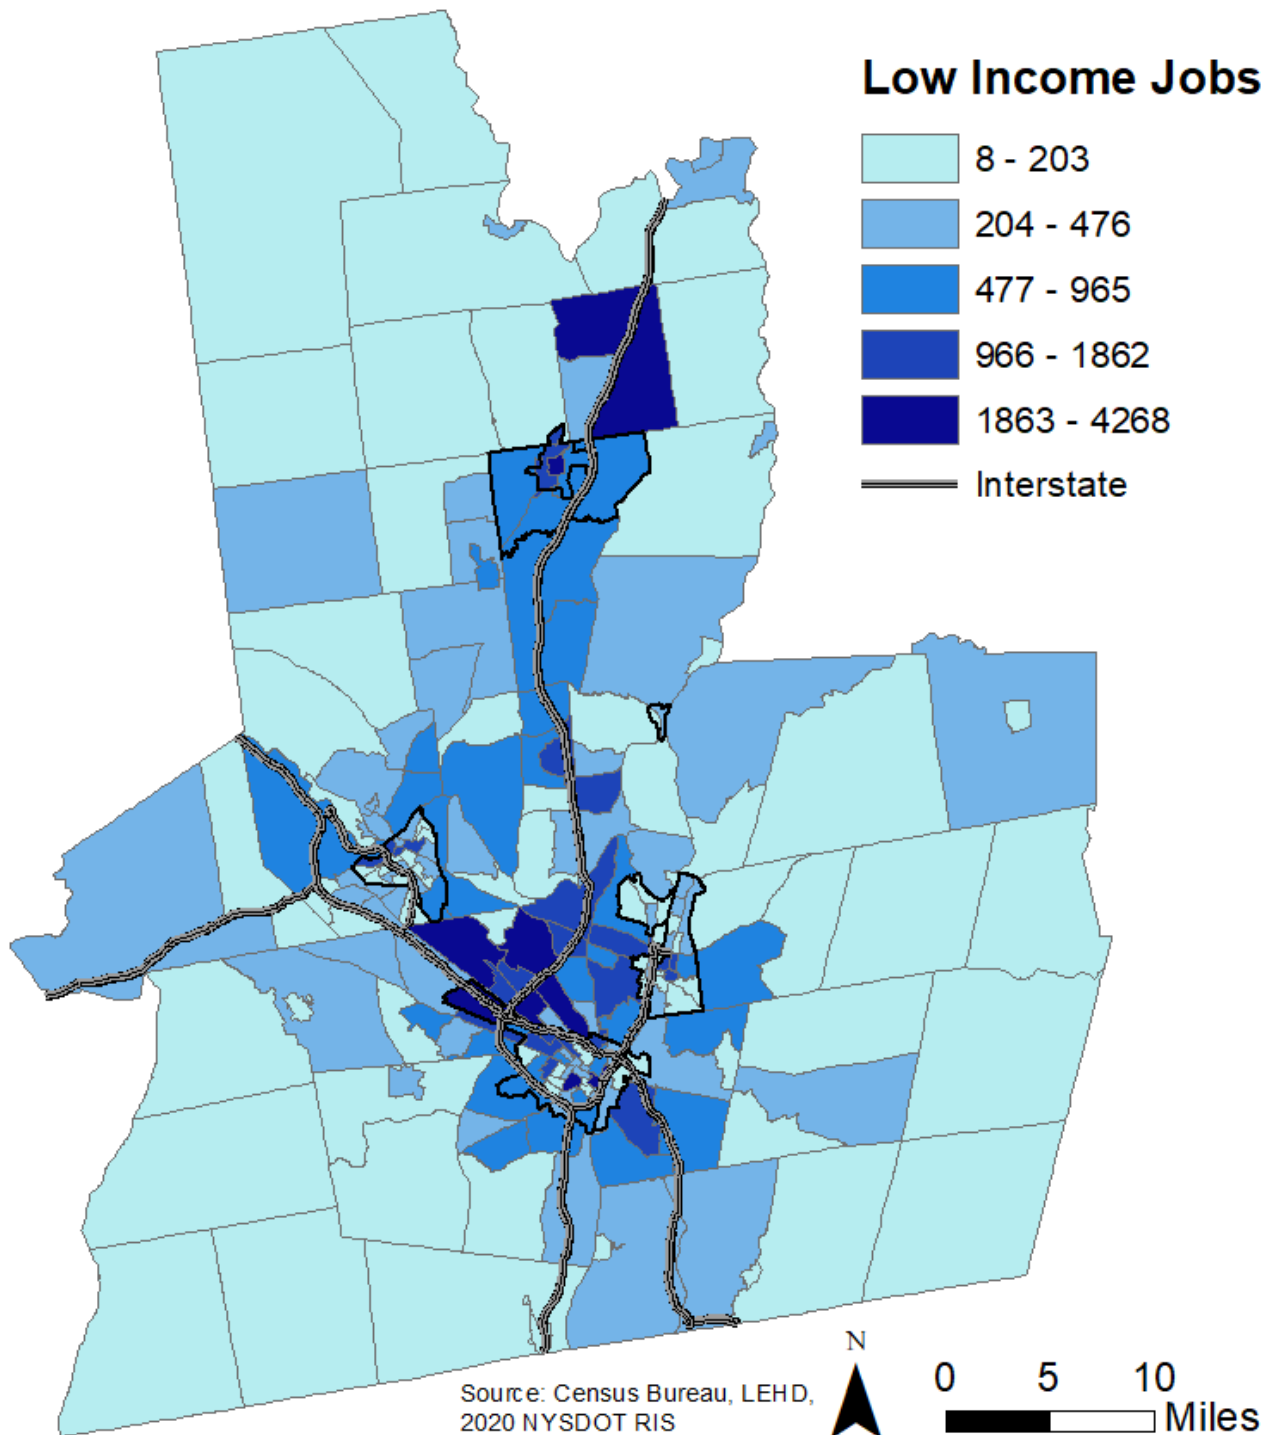 Low Income Jobs
8 - 203
204 - 476
477 - 965
966 - 1862
1863 - 4268
Interstate
Source: Census Bureau, LEHD,
2020 NYSDOT RIS
N
0 5 10
Miles